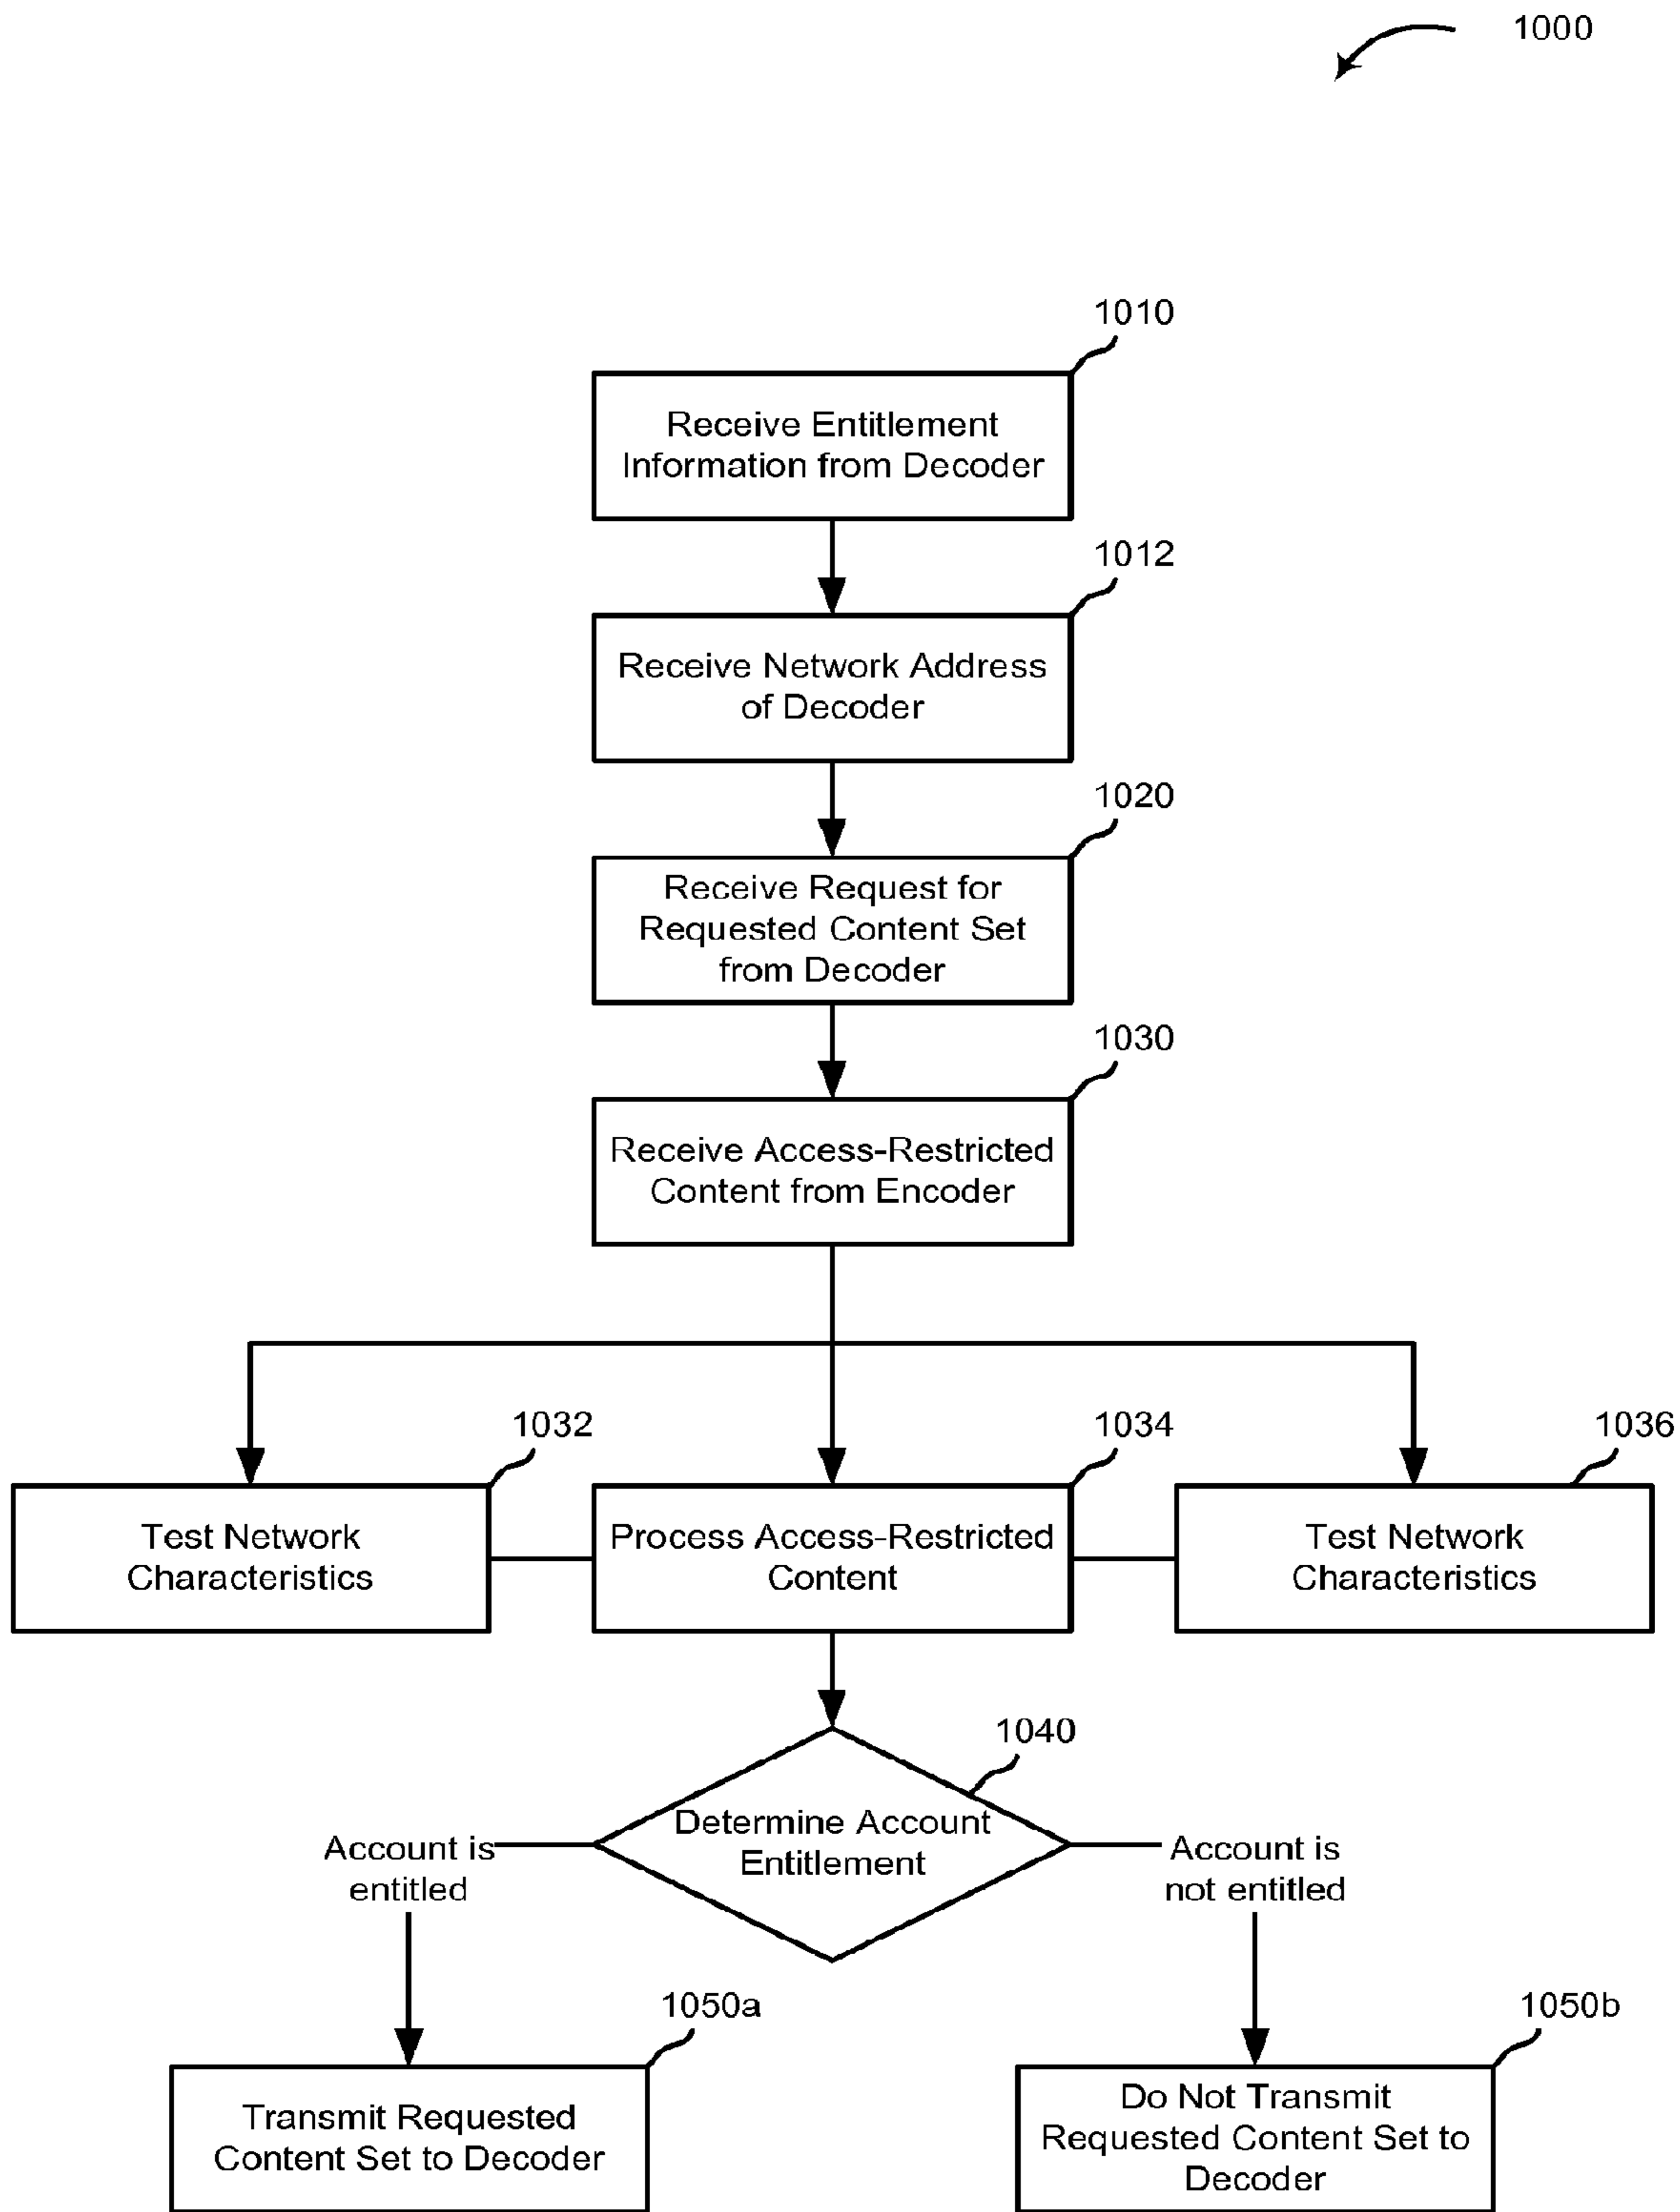 1000
1010
Receive Entitlement
Information from Decoder
1012
Receive Network Address
of Decoder
1020
Receive Request for
Requested Content Set
from Decoder
1030
Receive Access-Restricted
Content from Encoder
1032
1034
1036
Test Network
Characteristics
Process Access-Restricted
Content
Test Network
Characteristics
1040
Determine Account
Entitlement
Account is
entitled
Account is
not entitled
1050a
1050b
Transmit Requested
Content Set to Decoder
Do Not Transmit
Requested Content Set to
Decoder